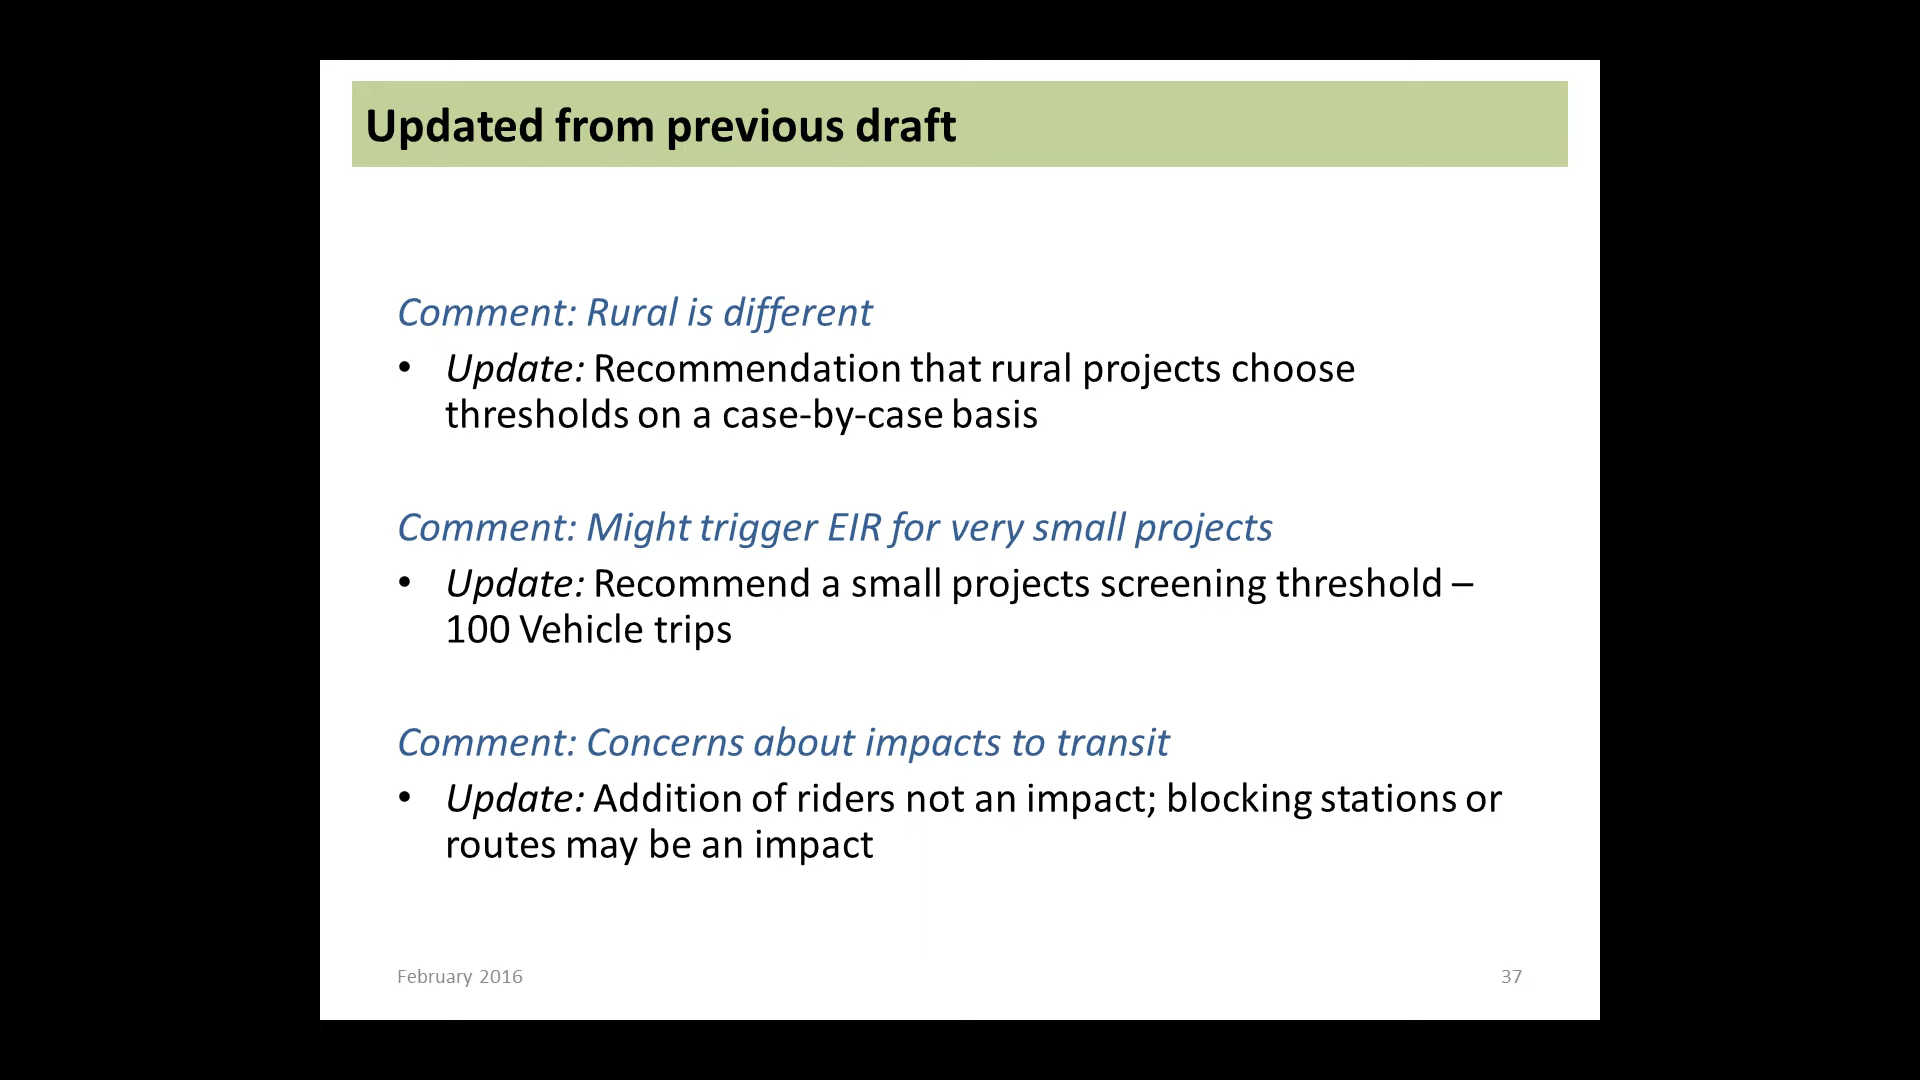 Updated from previous draft
Comment: Rural is different
• Update: Recommendation that rural projects choose
thresholds on a case-by-case basis
Comment: Might trigger EIR for very small projects
• Update: Recommend a small projects screening threshold –
100 Vehicle trips
Comment: Concerns about impacts to transit
• Update: Addition of riders not an impact; blocking stations or
routes may be an impact
February 2016
37